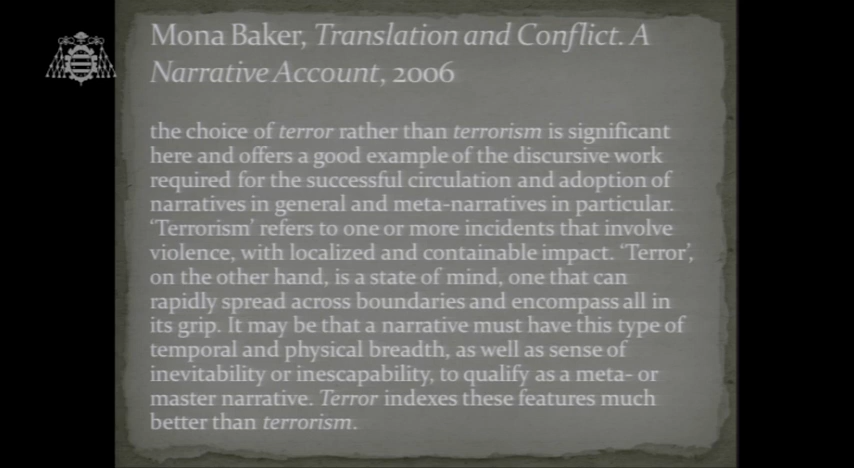 Mona Baker, Translation and Conflict. A
Narrative Account, 2006
the choice of terror rather than terrorism is significant
here and offers a good example of the discursive work
required for the successful circulation and adoption of
narratives in general and meta-narratives in particular.
‘Terrorism’ refers to one or more incidents that involve
violence, with localized and containable impact. ‘Terror’,
on the other hand, is a state of mind, one that can
rapidly spread across boundaries and encompass all in
its grip. It may be that a narrative must have this type of
temporal and physical breadth, as well as sense of
inevitability or inescapability, to qualify as a meta- or
master narrative. Terror indexes these features much
better than terrorism.